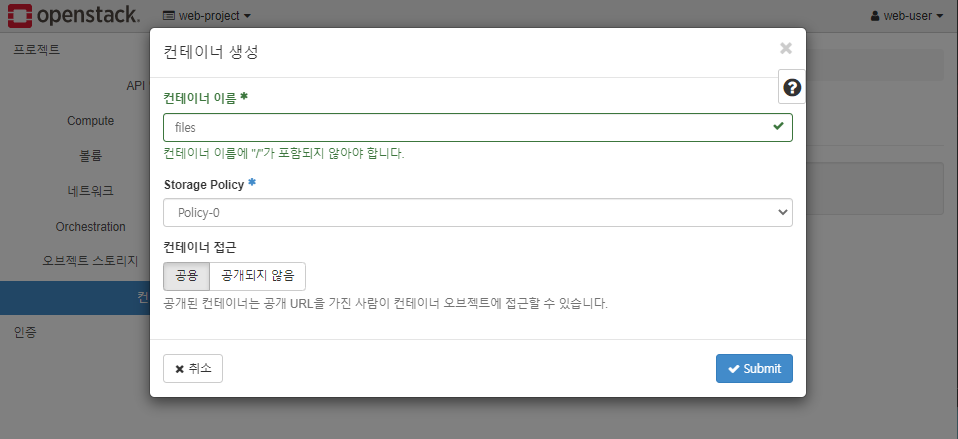 openstack.
web-project
web-user
프로젝트
API
Compute
볼륨
네트워크
Orchestration
오브젝트 스토리지
컨
인증
컨테이너 생성
×
?
컨테이너 이름 *
files
컨테이너 이름에 "/"가 포함되지 않아야 합니다.
Storage Policy *
Policy-0
컨테이너 접근
공용 공개되지 않음
공개된 컨테이너는 공개 URL을 가진 사람이 컨테이너 오브젝트에 접근할 수 있습니다.
취소
Submit